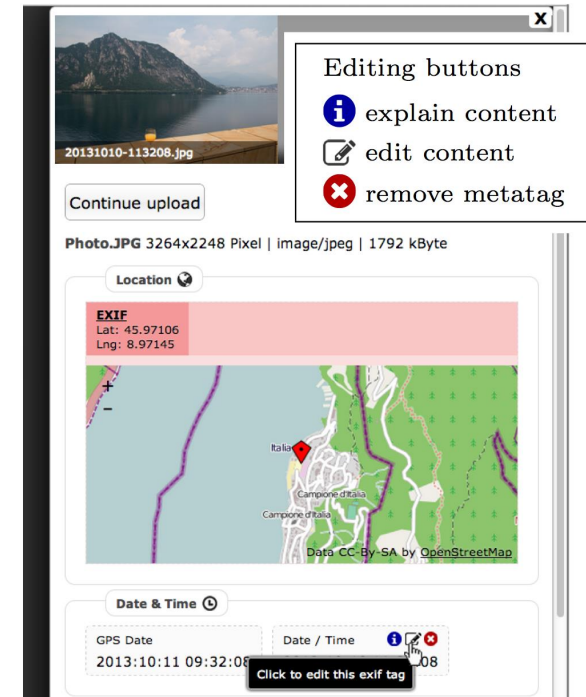 X
Editing buttons
explain content
edit content
remove metatag
20131010-113208.jpg
Continue upload
Photo.JPG 3264x2248 Pixel | image/jpeg | 1792 kByte
Location
EXIF
Lat: 45.97106
Lng: 8.97145
+
−
Italia
Campione d'Italia
Campione d'Italia
Data CC-By-SA by OpenStreetMap
Date & Time
GPS Date
Date / Time
2013:10:11 09:32:08
08
Click to edit this exif tag